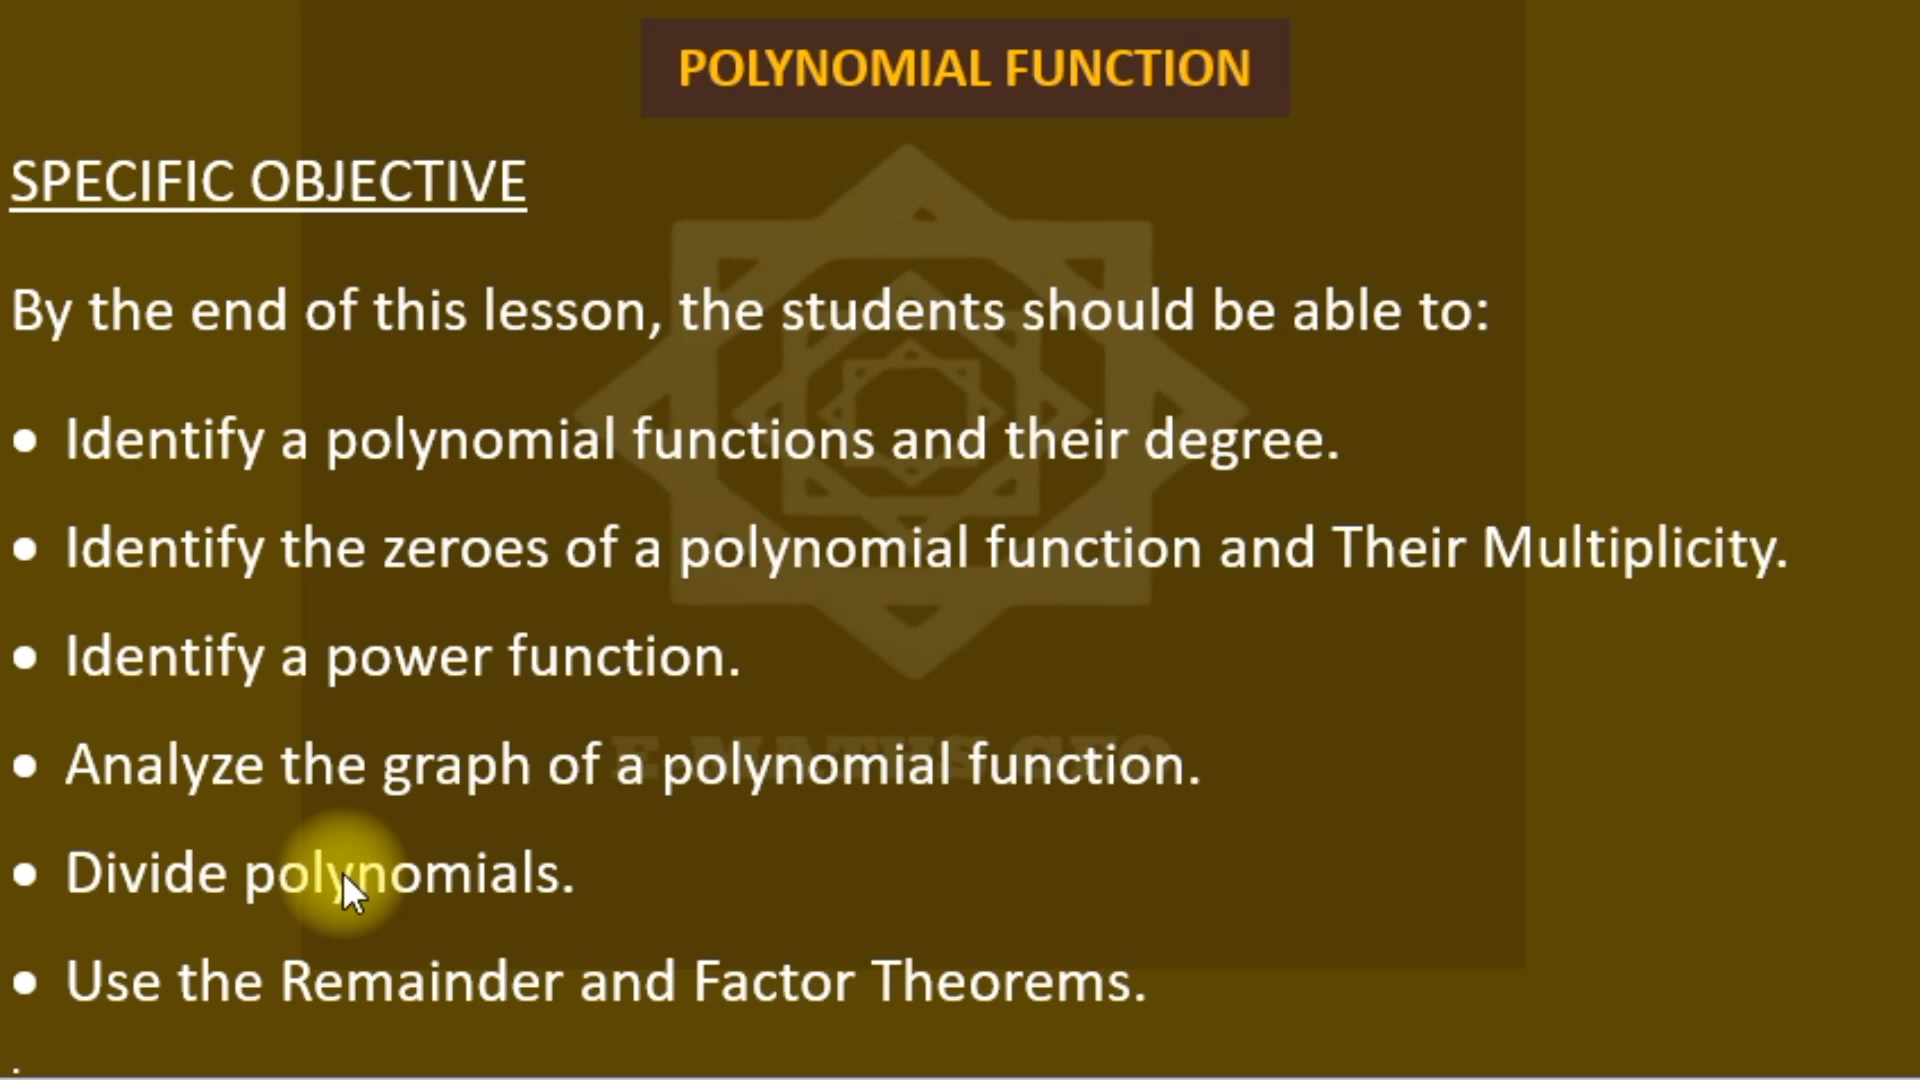 POLYNOMIAL FUNCTION
SPECIFIC OBJECTIVE
By the end of this lesson, the students should be able to:
• Identify a polynomial functions and their degree.
• Identify the zeroes of a polynomial function and Their Multiplicity.
• Identify a power function.
• Analyze the graph of a polynomial function.
• Divide polynomials.
• Use the Remainder and Factor Theorems.